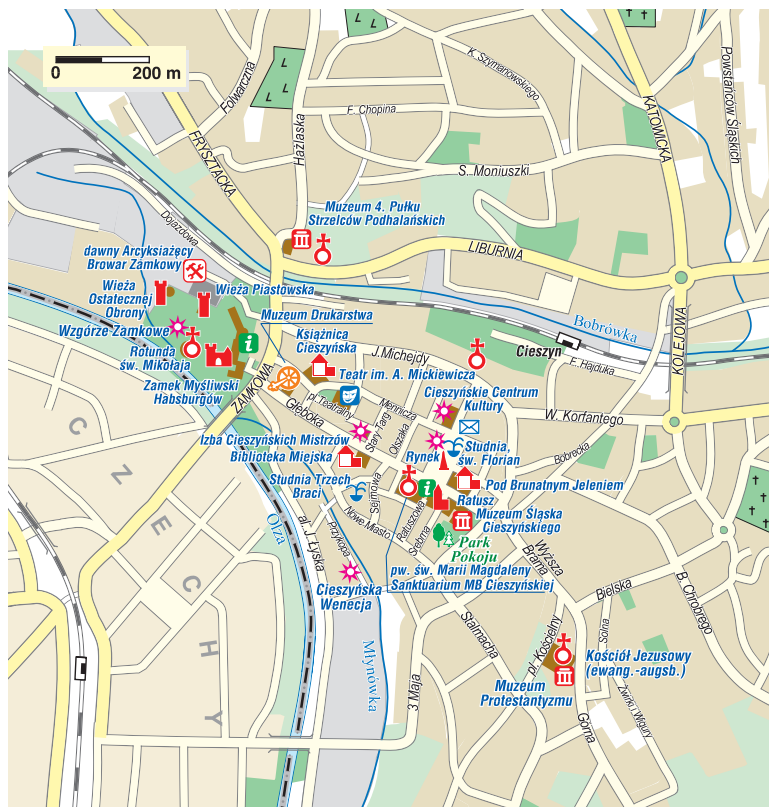 0
200 m
Folwarczna
FRYSZTACKA
Hażlaska
F. Chopina
K. Szymanowskiego
KATOWICKA
Powstańców Śląskich
S. Moniuszki
Muzeum 4. Pułku
Strzelców Podhalańskich
LIBURNIA
Dojazdowa
dawny Arcyksiążęcy
Browar Zamkowy
Wieża
Ostatecznej
Obrony
Wieża Piastowska
Wzgórze Zamkowe
Muzeum Drukarstwa
Bobrówka
KOLEJOWA
Rotunda
św. Mikołaja
i
Książnica
Cieszyńska
J.Michejdy
Cieszyn
F. Hajduka
Zamek Myśliwski
Habsburgów
ZAMKOWA
Teatr im. A. Mickiewicza
pl. Teatralny
Mennicza
Cieszyńskie Centrum
Kultury
W. Korfantego
Głęboka
Stary Targ
Olszaka
Izba Cieszyńskich Mistrzów
Biblioteka Miejska
Rynek
Studnia,
św. Florian
Bobrecka
Studnia Trzech
Braci
Sejmowa
i
Pod Brunatnym Jeleniem
Ratusz
Muzeum Śląska
Cieszyńskiego
Olza
al. J. Łyska
Przykopa
Nowe Miasto
Ratuszowa
Srebrna
Park
Pokoju
Wyższa
Brama
pw. św. Marii Magdaleny
Sanktuarium MB Cieszyńskiej
Cieszyńska
Wenecja
Bielska
B. Chrobrego
Stalmacha
Solna
pl. Kościelny
Kościół Jezusowy
(ewang.-augsb.)
Młynówka
3 Maja
Muzeum
Protestantyzmu
Górna
Żwirki i Wigury
CZECHY